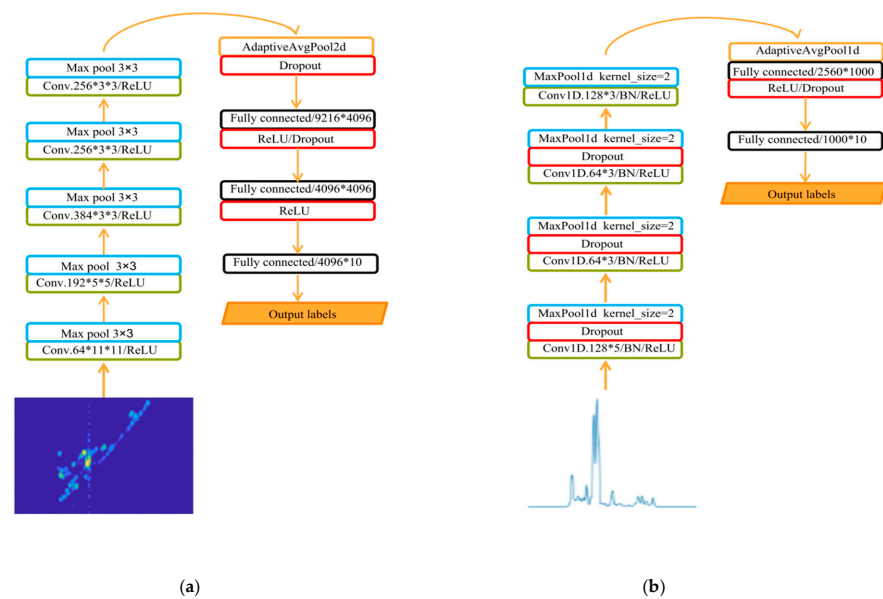 Max pool 3×3
Conv.256*3*3/ReLU
Max pool 3×3
Conv.256*3*3/ReLU
Max pool 3×3
Conv.384*3*3/ReLU
Max pool 3×3
Conv.192*5*5/ReLU
Max pool 3×3
Conv.64*11*11/ReLU
AdaptiveAvgPool2d
Dropout
Fully connected/9216*4096
ReLU/Dropout
Fully connected/4096*4096
ReLU
Fully connected/4096*10
Output labels
(a)
MaxPool1d kernel_size=2
Conv1D.128*3/BN/ReLU
MaxPool1d kernel_size=2
Dropout
Conv1D.64*3/BN/ReLU
MaxPool1d kernel_size=2
Dropout
Conv1D.64*3/BN/ReLU
MaxPool1d kernel_size=2
Dropout
Conv1D.128*5/BN/ReLU
AdaptiveAvgPool1d
Fully connected/2560*1000
ReLU/Dropout
Fully connected/1000*10
Output labels
(b)